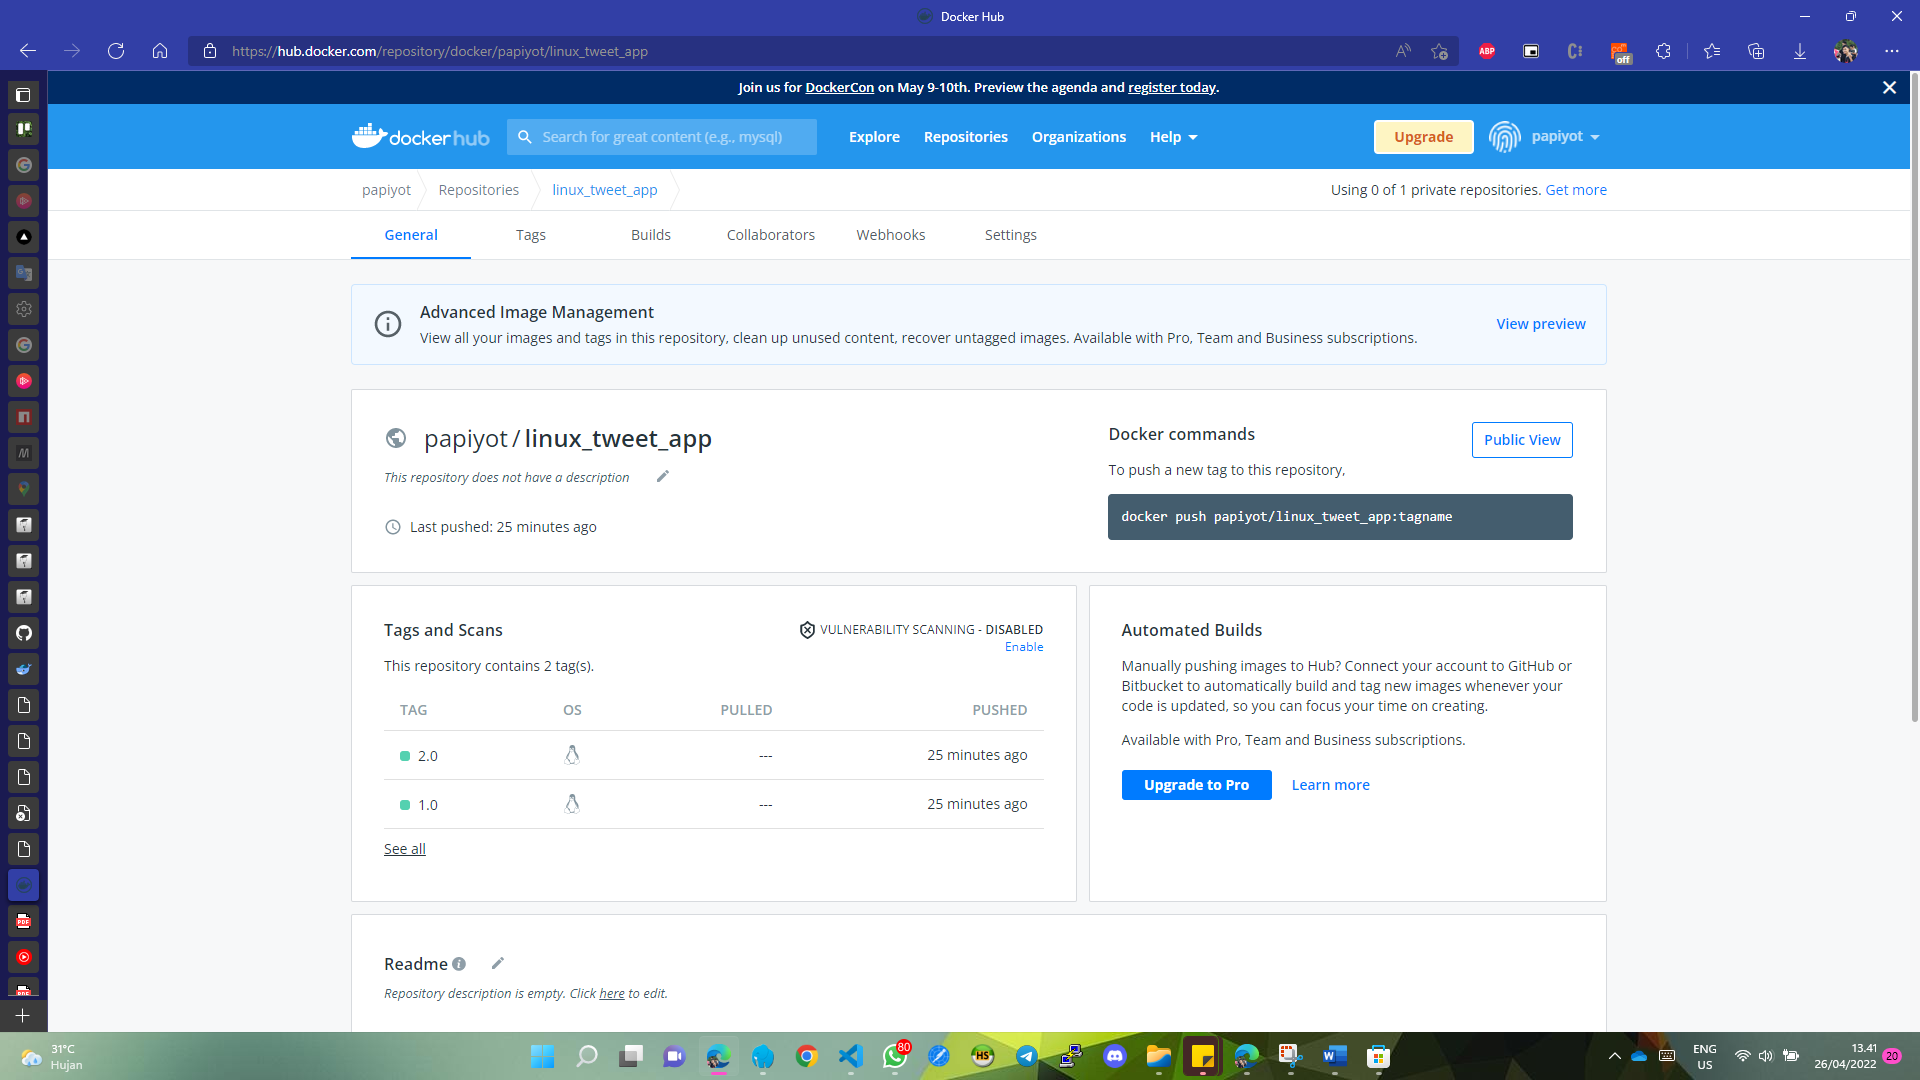 Docker Hub
https://hub.docker.com/repository/docker/papiyot/linux_tweet_app
ABP
off
Join us for DockerCon on May 9-10th. Preview the agenda and register today.
dockerhub
Search for great content (e.g., mysql)
Explore
Repositories
Organizations
Help
Upgrade
papiyot
papiyot
Repositories
linux_tweet_app
Using 0 of 1 private repositories. Get more
General
Tags
Builds
Collaborators
Webhooks
Settings
Advanced Image Management
View all your images and tags in this repository, clean up unused content, recover untagged images. Available with Pro, Team and Business subscriptions.
View preview
papiyot / linux_tweet_app
This repository does not have a description
Last pushed: 25 minutes ago
Docker commands
Public View
To push a new tag to this repository,
docker push papiyot/linux_tweet_app:tagname
Tags and Scans
VULNERABILITY SCANNING - DISABLED
Enable
This repository contains 2 tag(s).
TAG OS PULLED PUSHED
2.0 --- 25 minutes ago
1.0 --- 25 minutes ago
See all
Automated Builds
Manually pushing images to Hub? Connect your account to GitHub or
Bitbucket to automatically build and tag new images whenever your
code is updated, so you can focus your time on creating.
Available with Pro, Team and Business subscriptions.
Upgrade to Pro
Learn more
Readme
Repository description is empty. Click here to edit.
PDF
31°C
Hujan
80
HS
ENG
US
13.41
26/04/2022
20